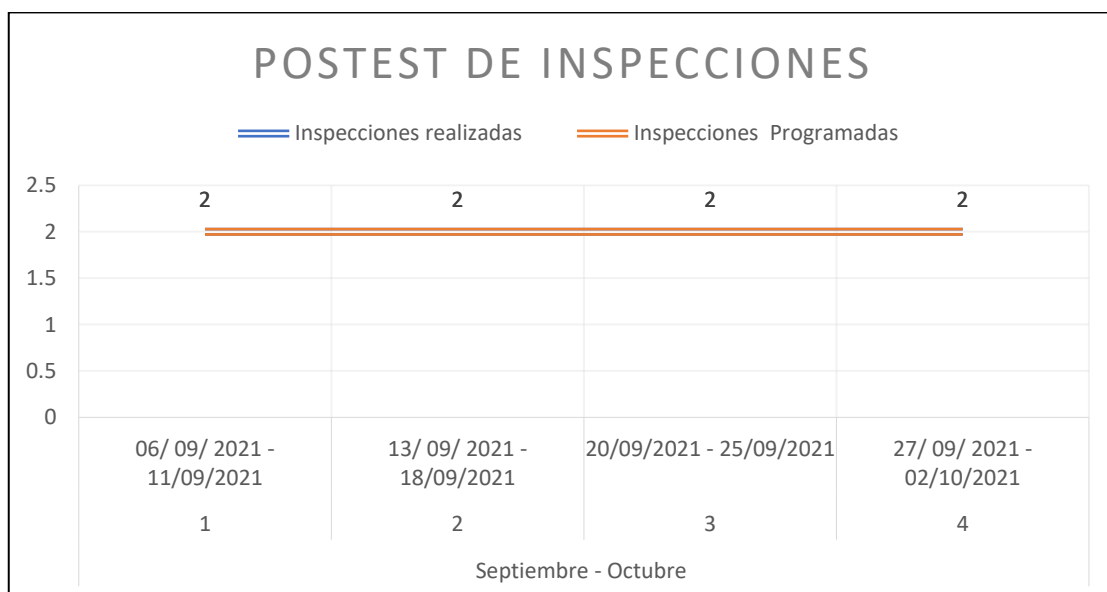 POSTEST DE INSPECCIONES
Inspecciones realizadas Inspecciones Programadas
2.5
2 2 2 2
2
1.5
1
0.5
0
06/ 09/ 2021 - 13/ 09/ 2021 - 20/09/2021 - 25/09/2021 27/ 09/ 2021 -
11/09/2021 18/09/2021 02/10/2021
1 2 3 4
Septiembre - Octubre